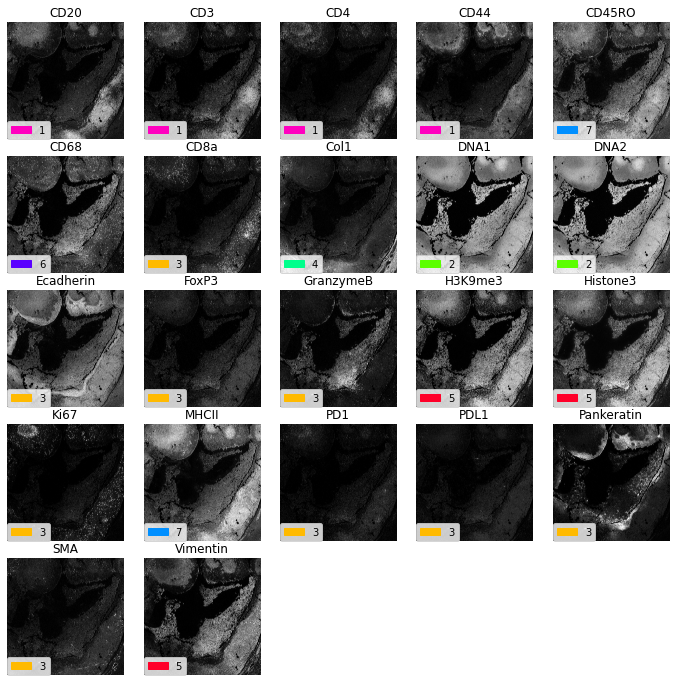 CD20 CD3 CD4 CD44 CD45RO
1 1 1 1 7
CD68 CD8a Col1 DNA1 DNA2
6 3 4 2 2
Ecadherin FoxP3 GranzymeB H3K9me3 Histone3
3 3 3 5 5
Ki67 MHCII PD1 PDL1 Pankeratin
3 7 3 3 3
SMA Vimentin
3 5